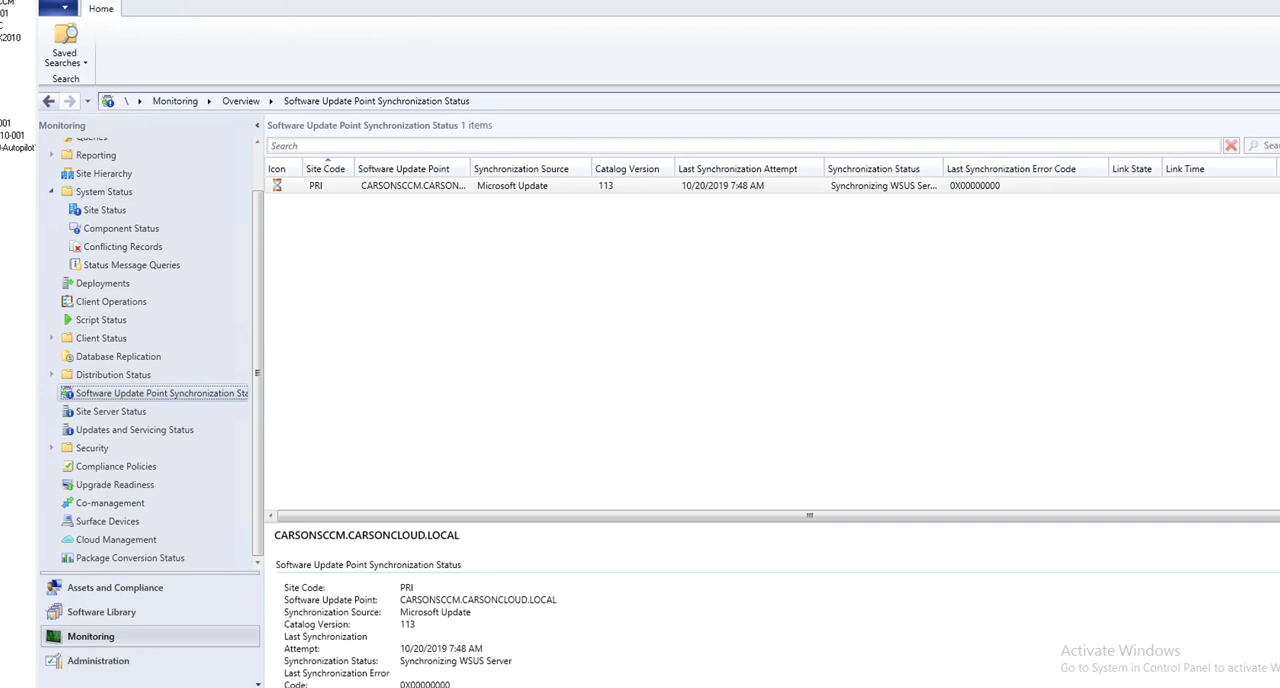 001
C
X2010
001
10-001
-Autopilot
Home
Saved
Searches
Search
\ Monitoring Overview Software Update Point Synchronization Status
Monitoring
Software Update Point Synchronization Status 1 items
Search
Icon Site Code Software Update Point Synchronization Source Catalog Version Last Synchronization Attempt Synchronization Status Last Synchronization Error Code Link State Link Time
PRI CARSONSCCM.CARSON... Microsoft Update 113 10/20/2019 7:48 AM Synchronizing WSUS Ser... 0X00000000
Queries
Reporting
Site Hierarchy
System Status
Site Status
Component Status
Conflicting Records
Status Message Queries
Deployments
Client Operations
Script Status
Client Status
Database Replication
Distribution Status
Software Update Point Synchronization Sta
Site Server Status
Updates and Servicing Status
Security
Compliance Policies
Upgrade Readiness
Co-management
Surface Devices
Cloud Management
Package Conversion Status
Assets and Compliance
Software Library
Monitoring
Administration
CARSONSCCM.CARSONCLOUD.LOCAL
Software Update Point Synchronization Status
Site Code: PRI
Software Update Point: CARSONSCCM.CARSONCLOUD.LOCAL
Synchronization Source: Microsoft Update
Catalog Version: 113
Last Synchronization
Attempt: 10/20/2019 7:48 AM
Synchronization Status: Synchronizing WSUS Server
Last Synchronization Error
Code: 0X00000000
Activate Windows
Go to System in Control Panel to activate W